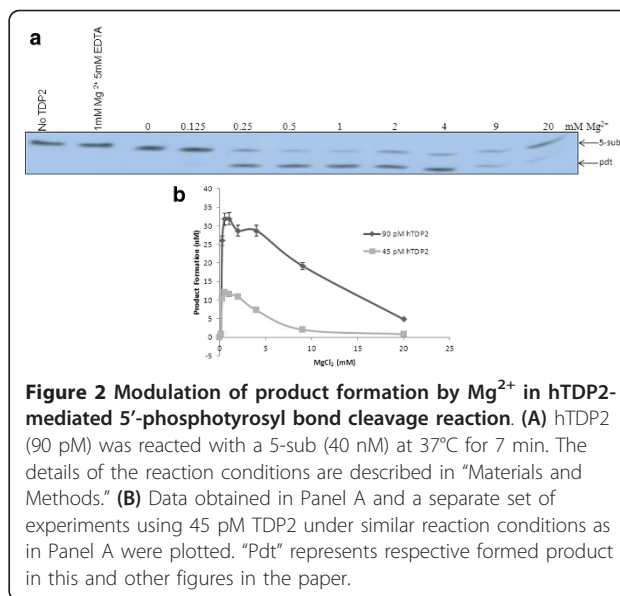 a
No TDP2
1mM Mg 2+ 5mM EDTA
0 0.125 0.25 0.5 1 2 4 9 20 mM Mg2+
5-sub
pdt
b
40
35
30
25
20
15
10
5
0
-5
Product Formation (nM)
90 pM hTDP2
45 pM hTDP2
0 5 10 15 20 25
MgCl2 (mM)
Figure 2 Modulation of product formation by Mg2+ in hTDP2-
mediated 5’-phosphotyrosyl bond cleavage reaction. (A) hTDP2
(90 pM) was reacted with a 5-sub (40 nM) at 37°C for 7 min. The
details of the reaction conditions are described in “Materials and
Methods.” (B) Data obtained in Panel A and a separate set of
experiments using 45 pM TDP2 under similar reaction conditions as
in Panel A were plotted. “Pdt” represents respective formed product
in this and other figures in the paper.